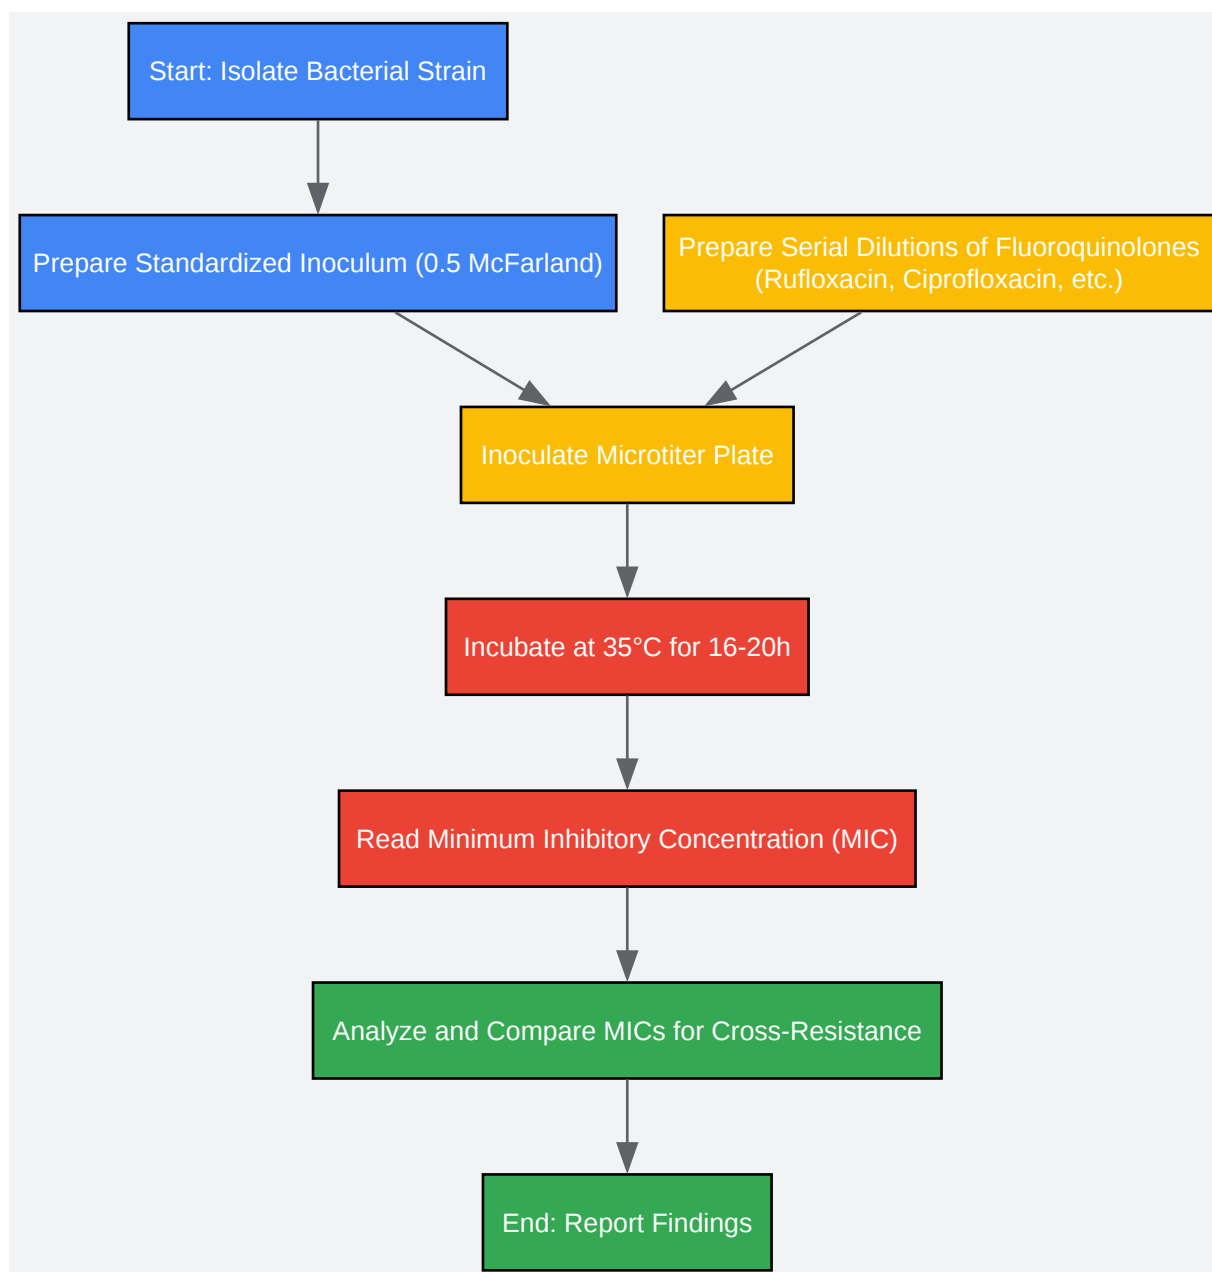 Start: Isolate Bacterial Strain
Prepare Standardized Inoculum (0.5 McFarland)
Prepare Serial Dilutions of Fluoroquinolones
(Rufloxacin, Ciprofloxacin, etc.)
Inoculate Microtiter Plate
Incubate at 35°C for 16-20h
Read Minimum Inhibitory Concentration (MIC)
Analyze and Compare MICs for Cross-Resistance
End: Report Findings